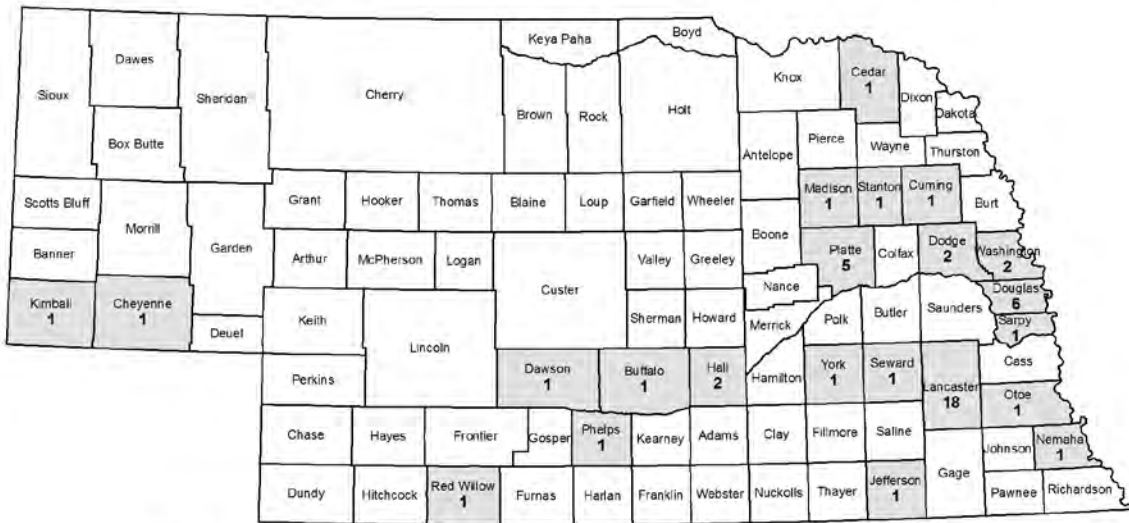 Keya Paha
Boyd
Dawes
Sioux
Sheridan
Cherry
Brown
Rock
Holt
Knox
Cedar
1
Dixon
Dakota
Box Butte
Antelope
Pierce
Wayne
Thurston
Scotts Bluff
Morrill
Garden
Grant
Hooker
Thomas
Blaine
Loup
Garfield
Wheeler
Madison
1
Stanton
1
Cuming
1
Burt
Banner
Arthur
McPherson
Logan
Custer
Valley
Greeley
Boone
Platte
5
Colfax
Dodge
2
Washington
2
Nance
Douglas
6
Kimball
1
Cheyenne
1
Deuel
Keith
Lincoln
Sherman
Howard
Merrick
Polk
Butler
Saunders
Sarpy
1
Perkins
Dawson
1
Buffalo
1
Hall
2
Hamilton
York
1
Seward
1
Lancaster
18
Cass
Otoe
1
Chase
Hayes
Frontier
Gosper
Phelps
1
Kearney
Adams
Clay
Fillmore
Saline
Johnson
Nemaha
1
Dundy
Hitchcock
Red Willow
1
Furnas
Harlan
Franklin
Webster
Nuckolls
Thayer
Jefferson
1
Gage
Pawnee
Richardson